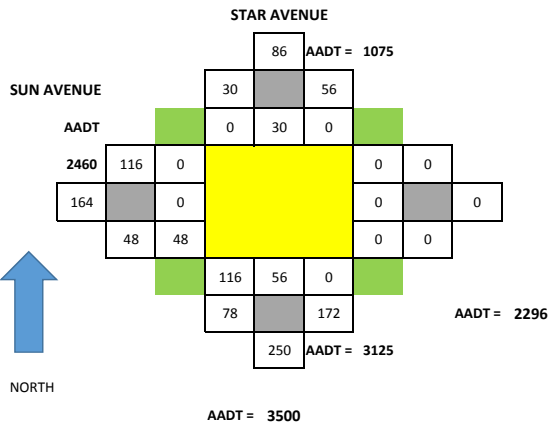 STAR AVENUE
86 AADT = 1075
SUN AVENUE 30 56
AADT 0 30 0
2460 116 0 0 0
164 0 0 0
48 48 0 0
116 56 0
78 172 AADT = 2296
250 AADT = 3125
NORTH
AADT = 3500